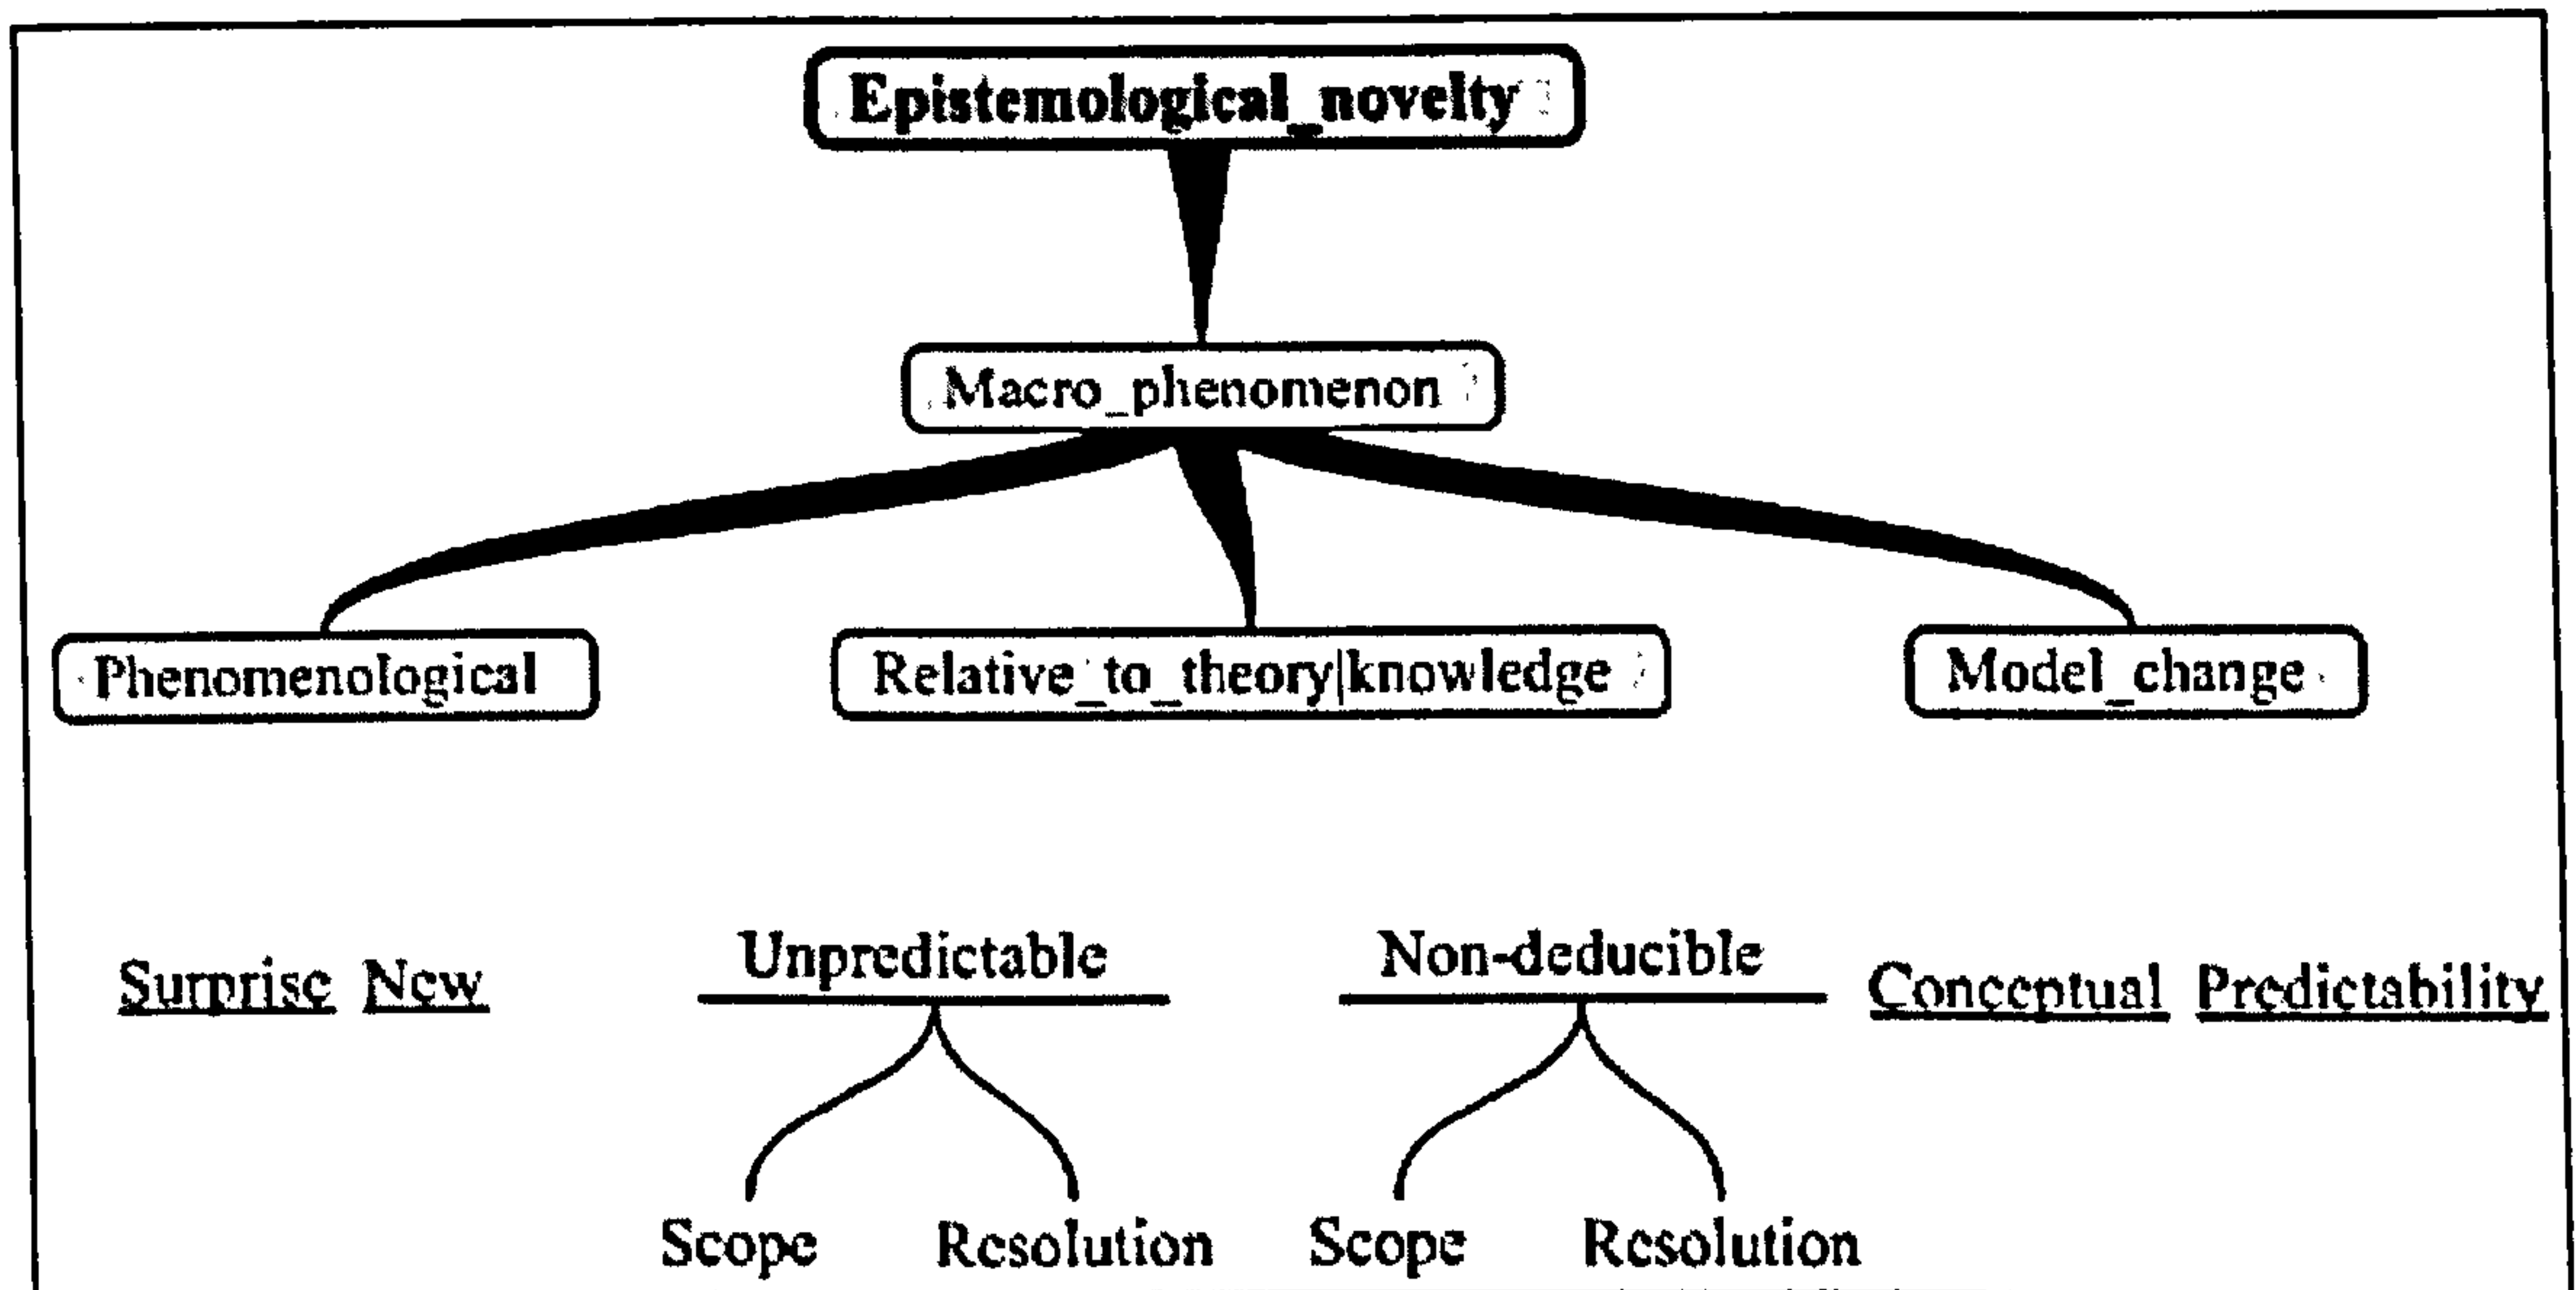 Epistemological_novelty
Macro_phenomenon
Phenomenological
Relative_to_theory|knowledge
Model_change
Surprise New
Unpredictable
Non-deducible
Conceptual Predictability
Scope
Resolution
Scope
Resolution